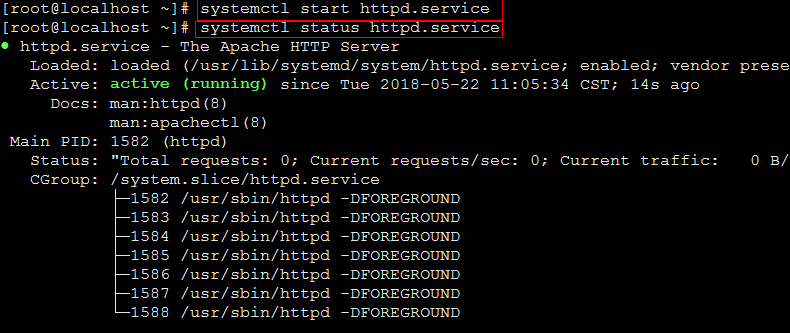 [root@localhost ~]# systemctl start httpd.service
[root@localhost ~]# systemctl status httpd.service
● httpd.service - The Apache HTTP Server
   Loaded: loaded (/usr/lib/systemd/system/httpd.service; enabled; vendor prese
   Active: active (running) since Tue 2018-05-22 11:05:34 CST; 14s ago
     Docs: man:httpd(8)
           man:apachectl(8)
 Main PID: 1582 (httpd)
   Status: "Total requests: 0; Current requests/sec: 0; Current traffic:   0 B/
   CGroup: /system.slice/httpd.service
           ├─1582 /usr/sbin/httpd -DFOREGROUND
           ├─1583 /usr/sbin/httpd -DFOREGROUND
           ├─1584 /usr/sbin/httpd -DFOREGROUND
           ├─1585 /usr/sbin/httpd -DFOREGROUND
           ├─1586 /usr/sbin/httpd -DFOREGROUND
           ├─1587 /usr/sbin/httpd -DFOREGROUND
           └─1588 /usr/sbin/httpd -DFOREGROUND